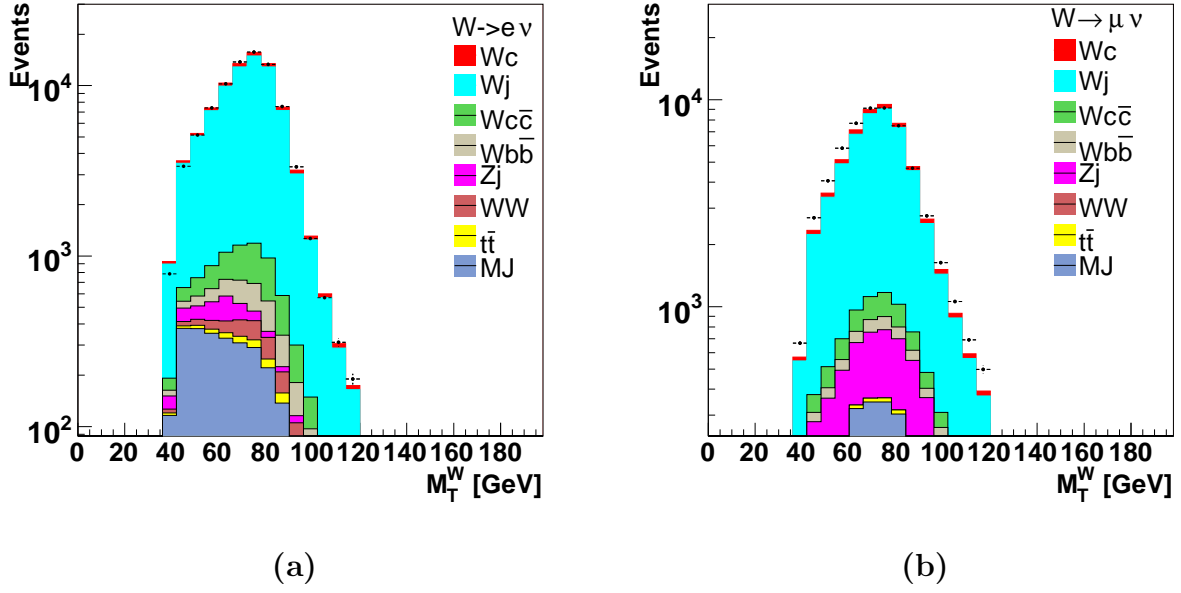 Events
W->e ν
Wc
Wj
Wcc̅
Wbb̅
Zj
WW
tt̅
MJ
10⁴
10³
10²
0 20 40 60 80 100 120 140 160 180
M_T^W [GeV]
(a)
Events
W→μ ν
Wc
Wj
Wcc̅
Wbb̅
Zj
WW
tt̅
MJ
10⁴
10³
0 20 40 60 80 100 120 140 160 180
M_T^W [GeV]
(b)